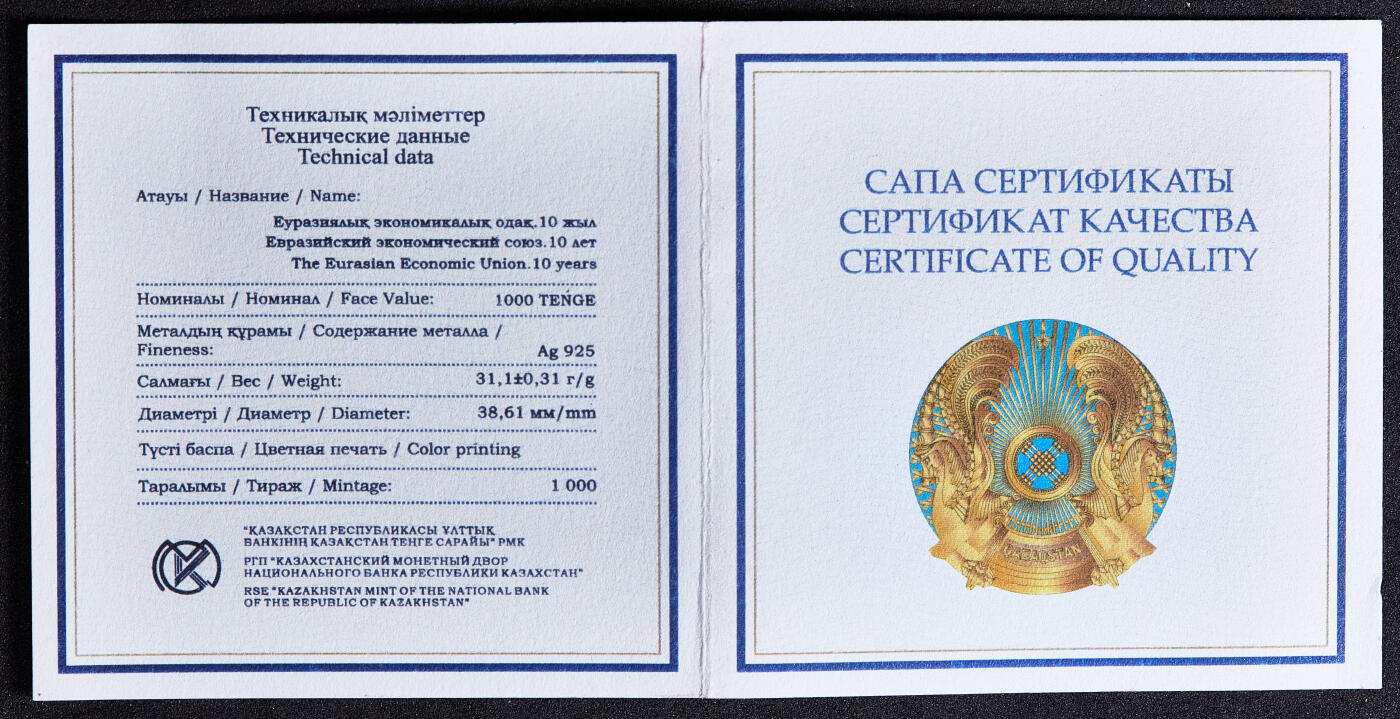 Техникалық мәліметтер
Технические данные
Technical data
Атауы / Название / Name:
Еуразиялық экономикалық одақ.10 жыл
Евразийский экономический союз.10 лет
The Eurasian Economic Union.10 years
Номиналы / Номинал / Face Value: 1000 TEŃGE
Металдың құрамы / Содержание металла /
Fineness: Ag 925
Салмағы / Вес / Weight: 31,1±0,31 г/g
Диаметрі / Диаметр / Diameter: 38,61 мм/mm
Түсті баспа / Цветная печать / Color printing
Таралымы / Тираж / Mintage: 1 000
"ҚАЗАҚСТАН РЕСПУБЛИКАСЫ ҰЛТТЫҚ
БАНКІНІҢ ҚАЗАҚСТАН ТЕҢГЕ САРАЙЫ" РМК
РГП "КАЗАХСТАНСКИЙ МОНЕТНЫЙ ДВОР
НАЦИОНАЛЬНОГО БАНКА РЕСПУБЛИКИ КАЗАХСТАН"
RSE "KAZAKHSTAN MINT OF THE NATIONAL BANK
OF THE REPUBLIC OF KAZAKHSTAN"
САПА СЕРТИФИКАТЫ
СЕРТИФИКАТ КАЧЕСТВА
CERTIFICATE OF QUALITY
QAZAQSTAN